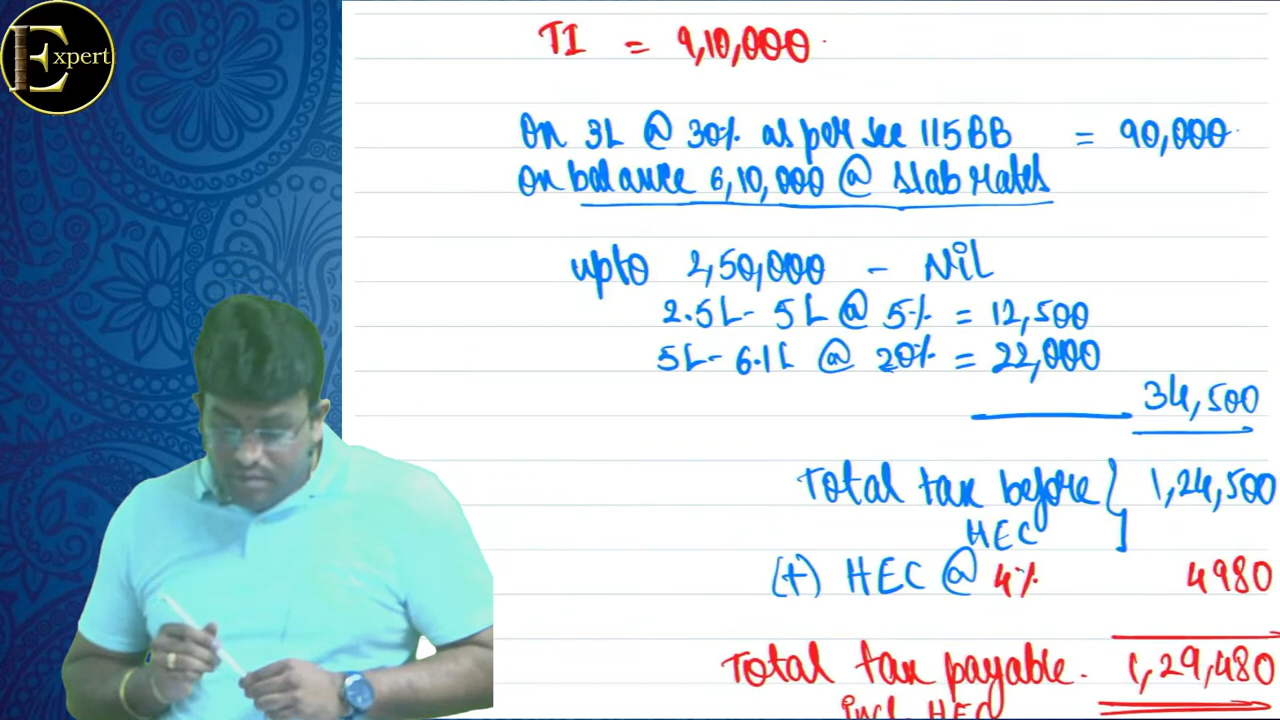 Expert
TI = 9,10,000
On 3L @ 30% as per sec 115BB = 90,000
On balance 6,10,000 @ slab rates
upto 2,50,000 - Nil
2.5L - 5L @ 5% = 12,500
5L - 6.1L @ 20% = 22,000
34,500
Total tax before } 1,24,500
HEC
(+) HEC @ 4% 4980
Total tax payable. 1,29,480
incl. HEC